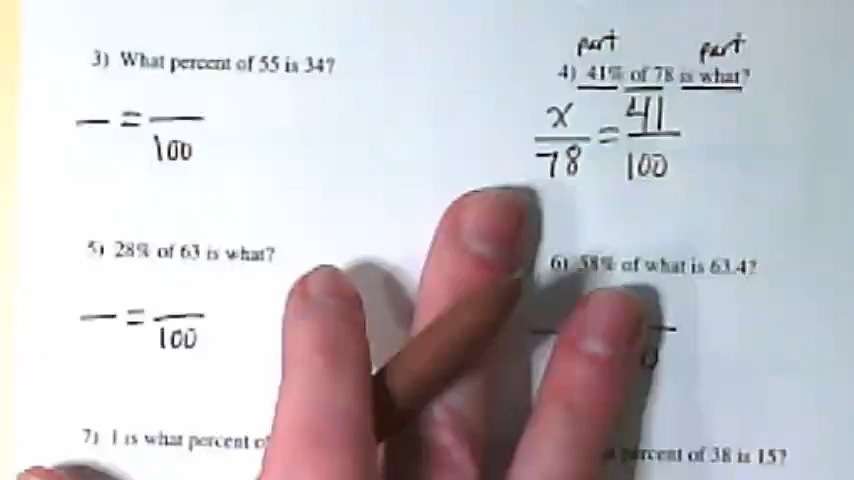 3) What percent of 55 is 34?
— = —
100
part part
4) 41% of 78 is what?
x/78 = 41/100
5) 28% of 63 is what?
— = —
100
6) 58% of what is 63.4?
0
7) 1 is what percent
percent of 38 is 15?